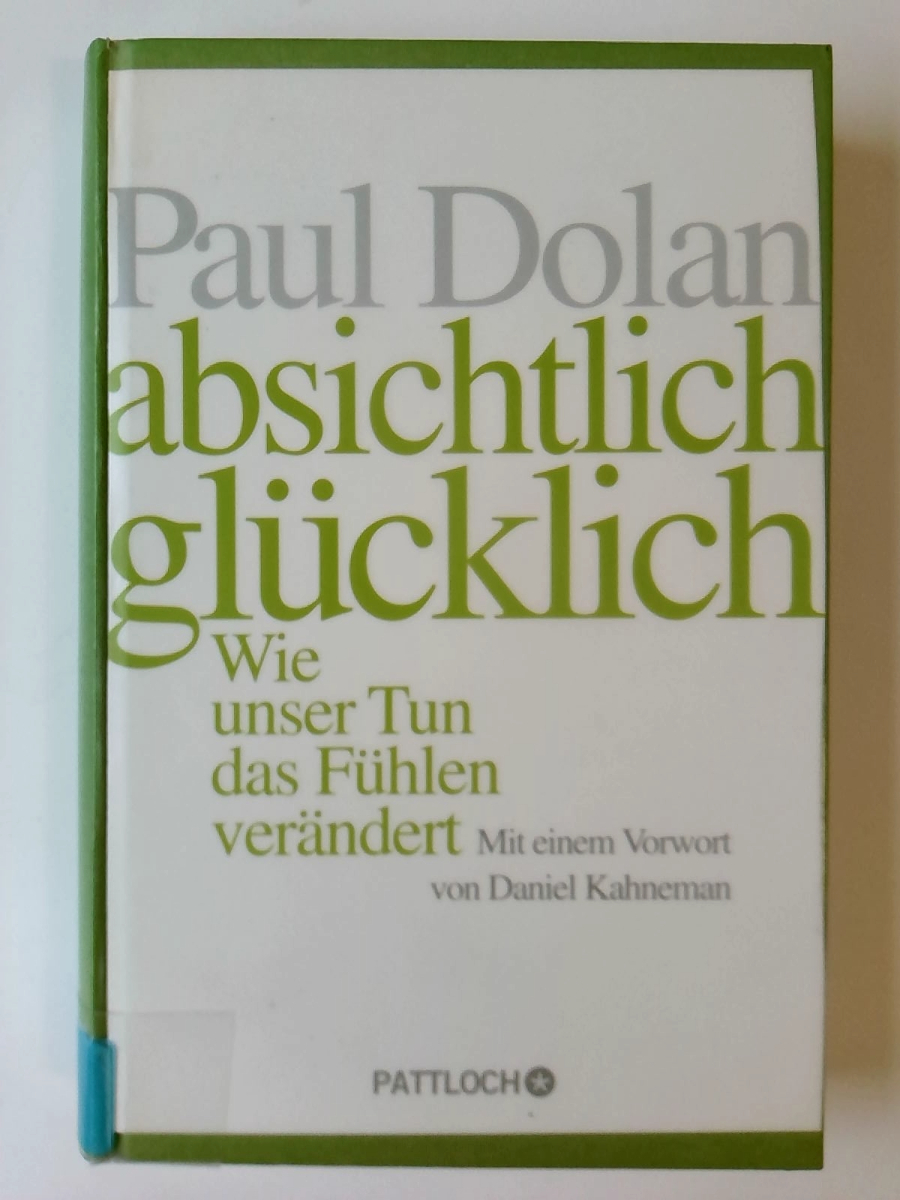 Paul Dolan
absichtlich
glücklich
Wie
unser Tun
das Fühlen
verändert Mit einem Vorwort
von Daniel Kahneman
PATTLOCH